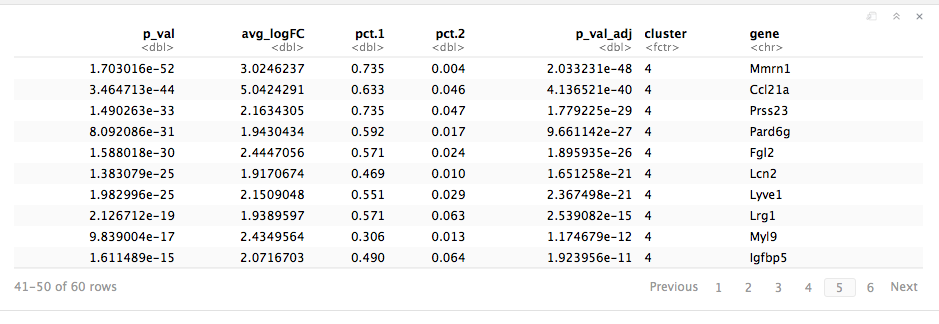 p_val avg_logFC pct.1 pct.2 p_val_adj cluster gene
<dbl> <dbl> <dbl> <dbl> <dbl> <fctr> <chr>
1.703016e-52 3.0246237 0.735 0.004 2.033231e-48 4 Mmrn1
3.464713e-44 5.0424291 0.633 0.046 4.136521e-40 4 Ccl21a
1.490263e-33 2.1634305 0.735 0.047 1.779225e-29 4 Prss23
8.092086e-31 1.9430434 0.592 0.017 9.661142e-27 4 Pard6g
1.588018e-30 2.4447056 0.571 0.024 1.895935e-26 4 Fgl2
1.383079e-25 1.9170674 0.469 0.010 1.651258e-21 4 Lcn2
1.982996e-25 2.1509048 0.551 0.029 2.367498e-21 4 Lyve1
2.126712e-19 1.9389597 0.571 0.063 2.539082e-15 4 Lrg1
9.839004e-17 2.4349564 0.306 0.013 1.174679e-12 4 Myl9
1.611489e-15 2.0716703 0.490 0.064 1.923956e-11 4 Igfbp5
41-50 of 60 rows Previous 1 2 3 4 5 6 Next